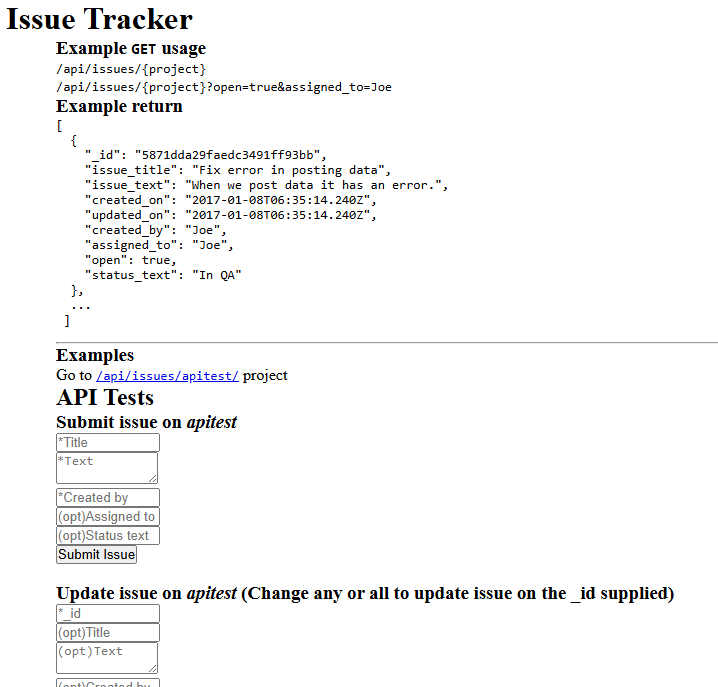 Issue Tracker
Example GET usage
/api/issues/{project}
/api/issues/{project}?open=true&assigned_to=Joe
Example return
[
  {
    "_id": "5871dda29faedc3491ff93bb",
    "issue_title": "Fix error in posting data",
    "issue_text": "When we post data it has an error.",
    "created_on": "2017-01-08T06:35:14.240Z",
    "updated_on": "2017-01-08T06:35:14.240Z",
    "created_by": "Joe",
    "assigned_to": "Joe",
    "open": true,
    "status_text": "In QA"
  },
  ...
 ]
Examples
Go to /api/issues/apitest/ project
API Tests
Submit issue on apitest
*Title
*Text
*Created by
(opt)Assigned to
(opt)Status text
Submit Issue
Update issue on apitest (Change any or all to update issue on the _id supplied)
*_id
(opt)Title
(opt)Text
(opt)Created by